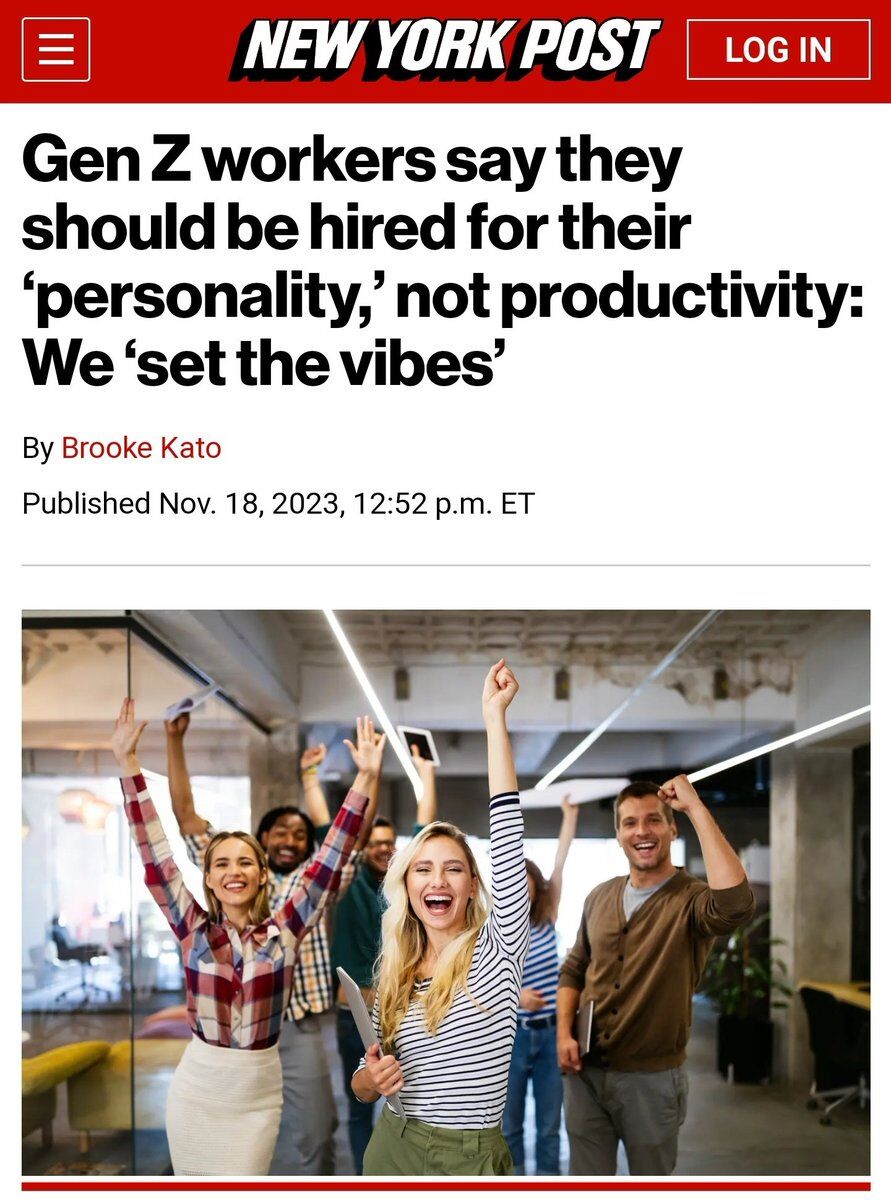 NEW YORK POST
LOG IN
Gen Z workers say they
should be hired for their
‘personality,’ not productivity:
We ‘set the vibes’
By Brooke Kato
Published Nov. 18, 2023, 12:52 p.m. ET